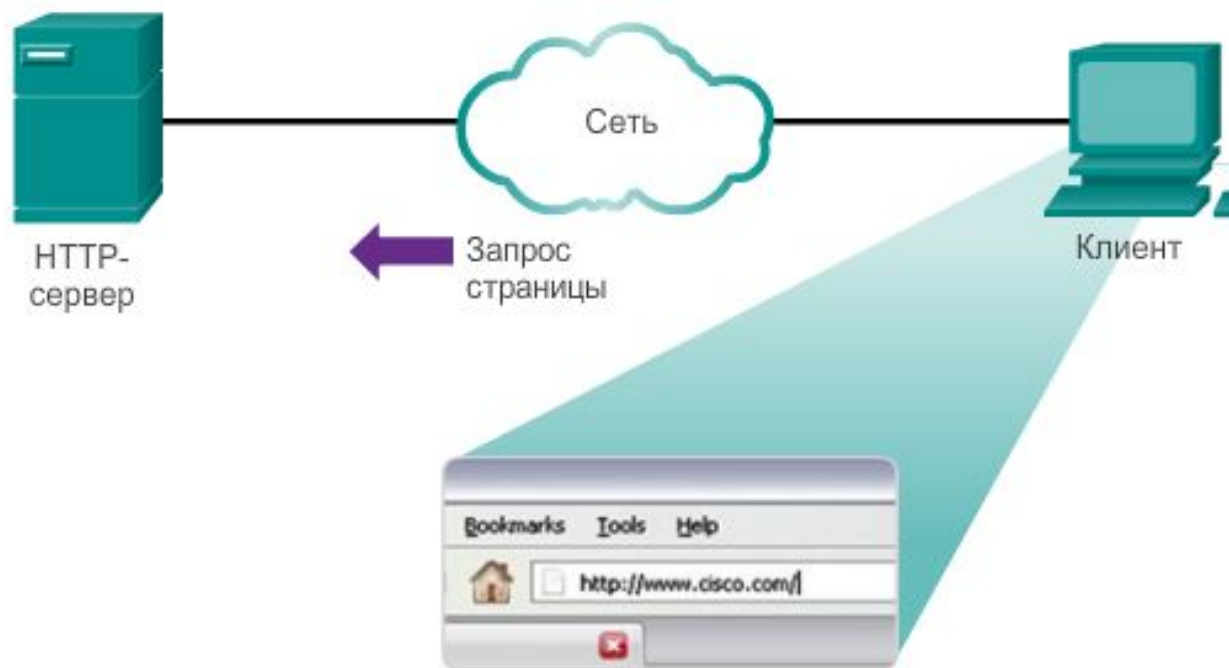 Сеть
HTTP-
сервер
Запрос
страницы
Клиент
Bookmarks Tools Help
http://www.cisco.com/